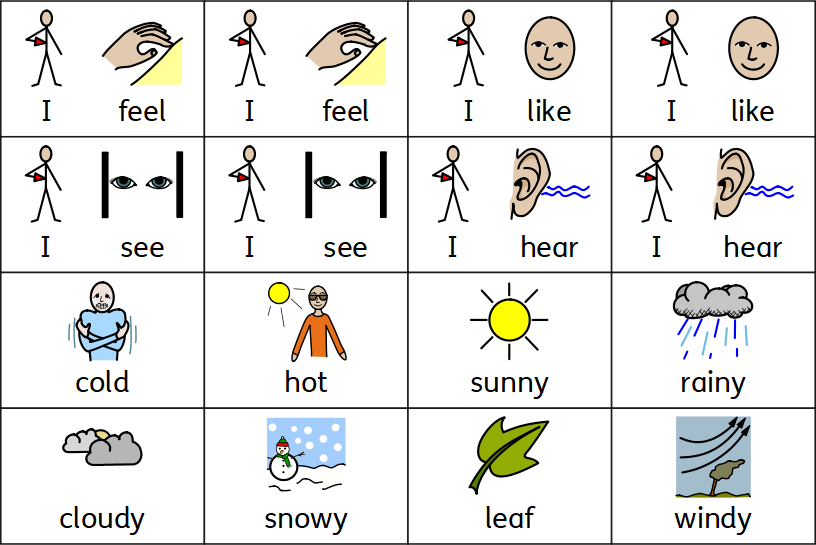 I feel I feel I like I like
I see I see I hear I hear
cold hot sunny rainy
cloudy snowy leaf windy